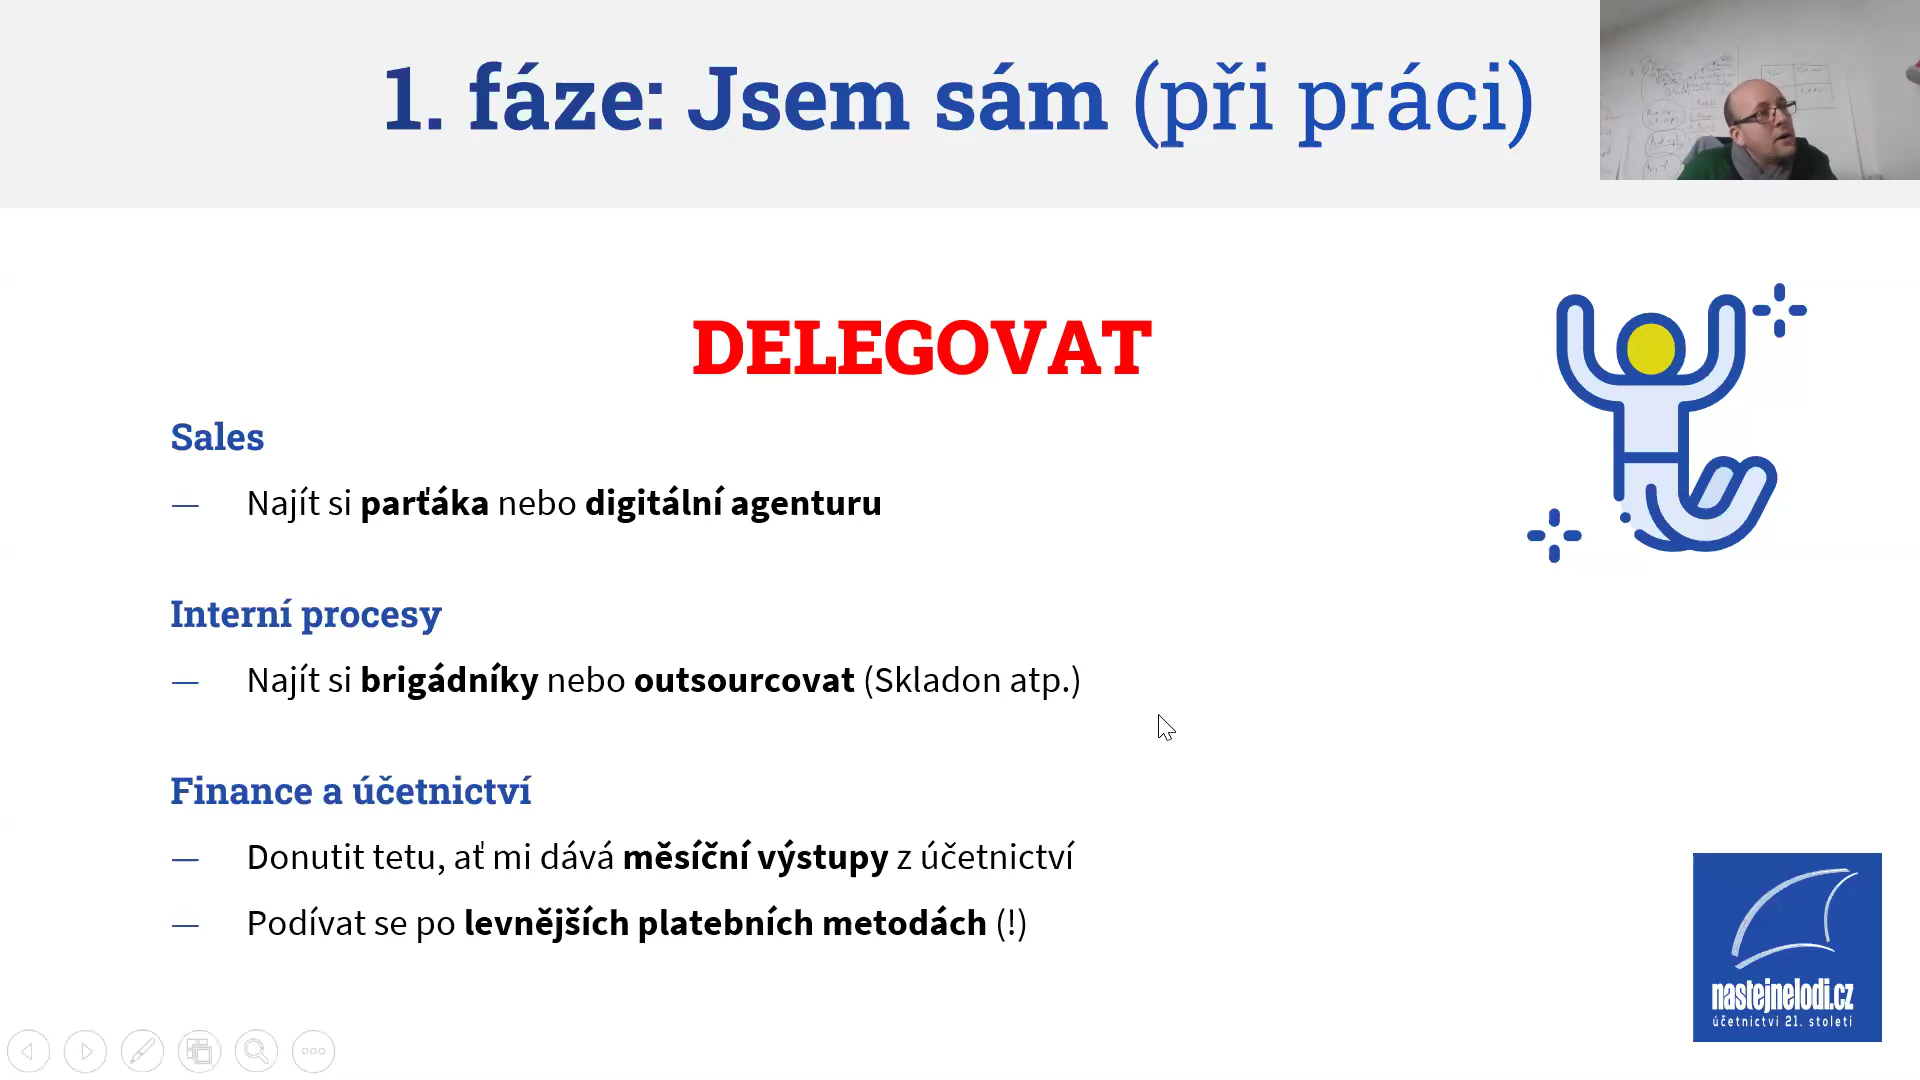 1. fáze: Jsem sám (při práci)
DELEGOVAT
Sales
— Najít si parťáka nebo digitální agenturu
Interní procesy
— Najít si brigádníky nebo outsourcovat (Skladon atp.)
Finance a účetnictví
— Donutit tetu, ať mi dává měsíční výstupy z účetnictví
— Podívat se po levnějších platebních metodách (!)
nastejnelodi.cz
účetnictví 21. století